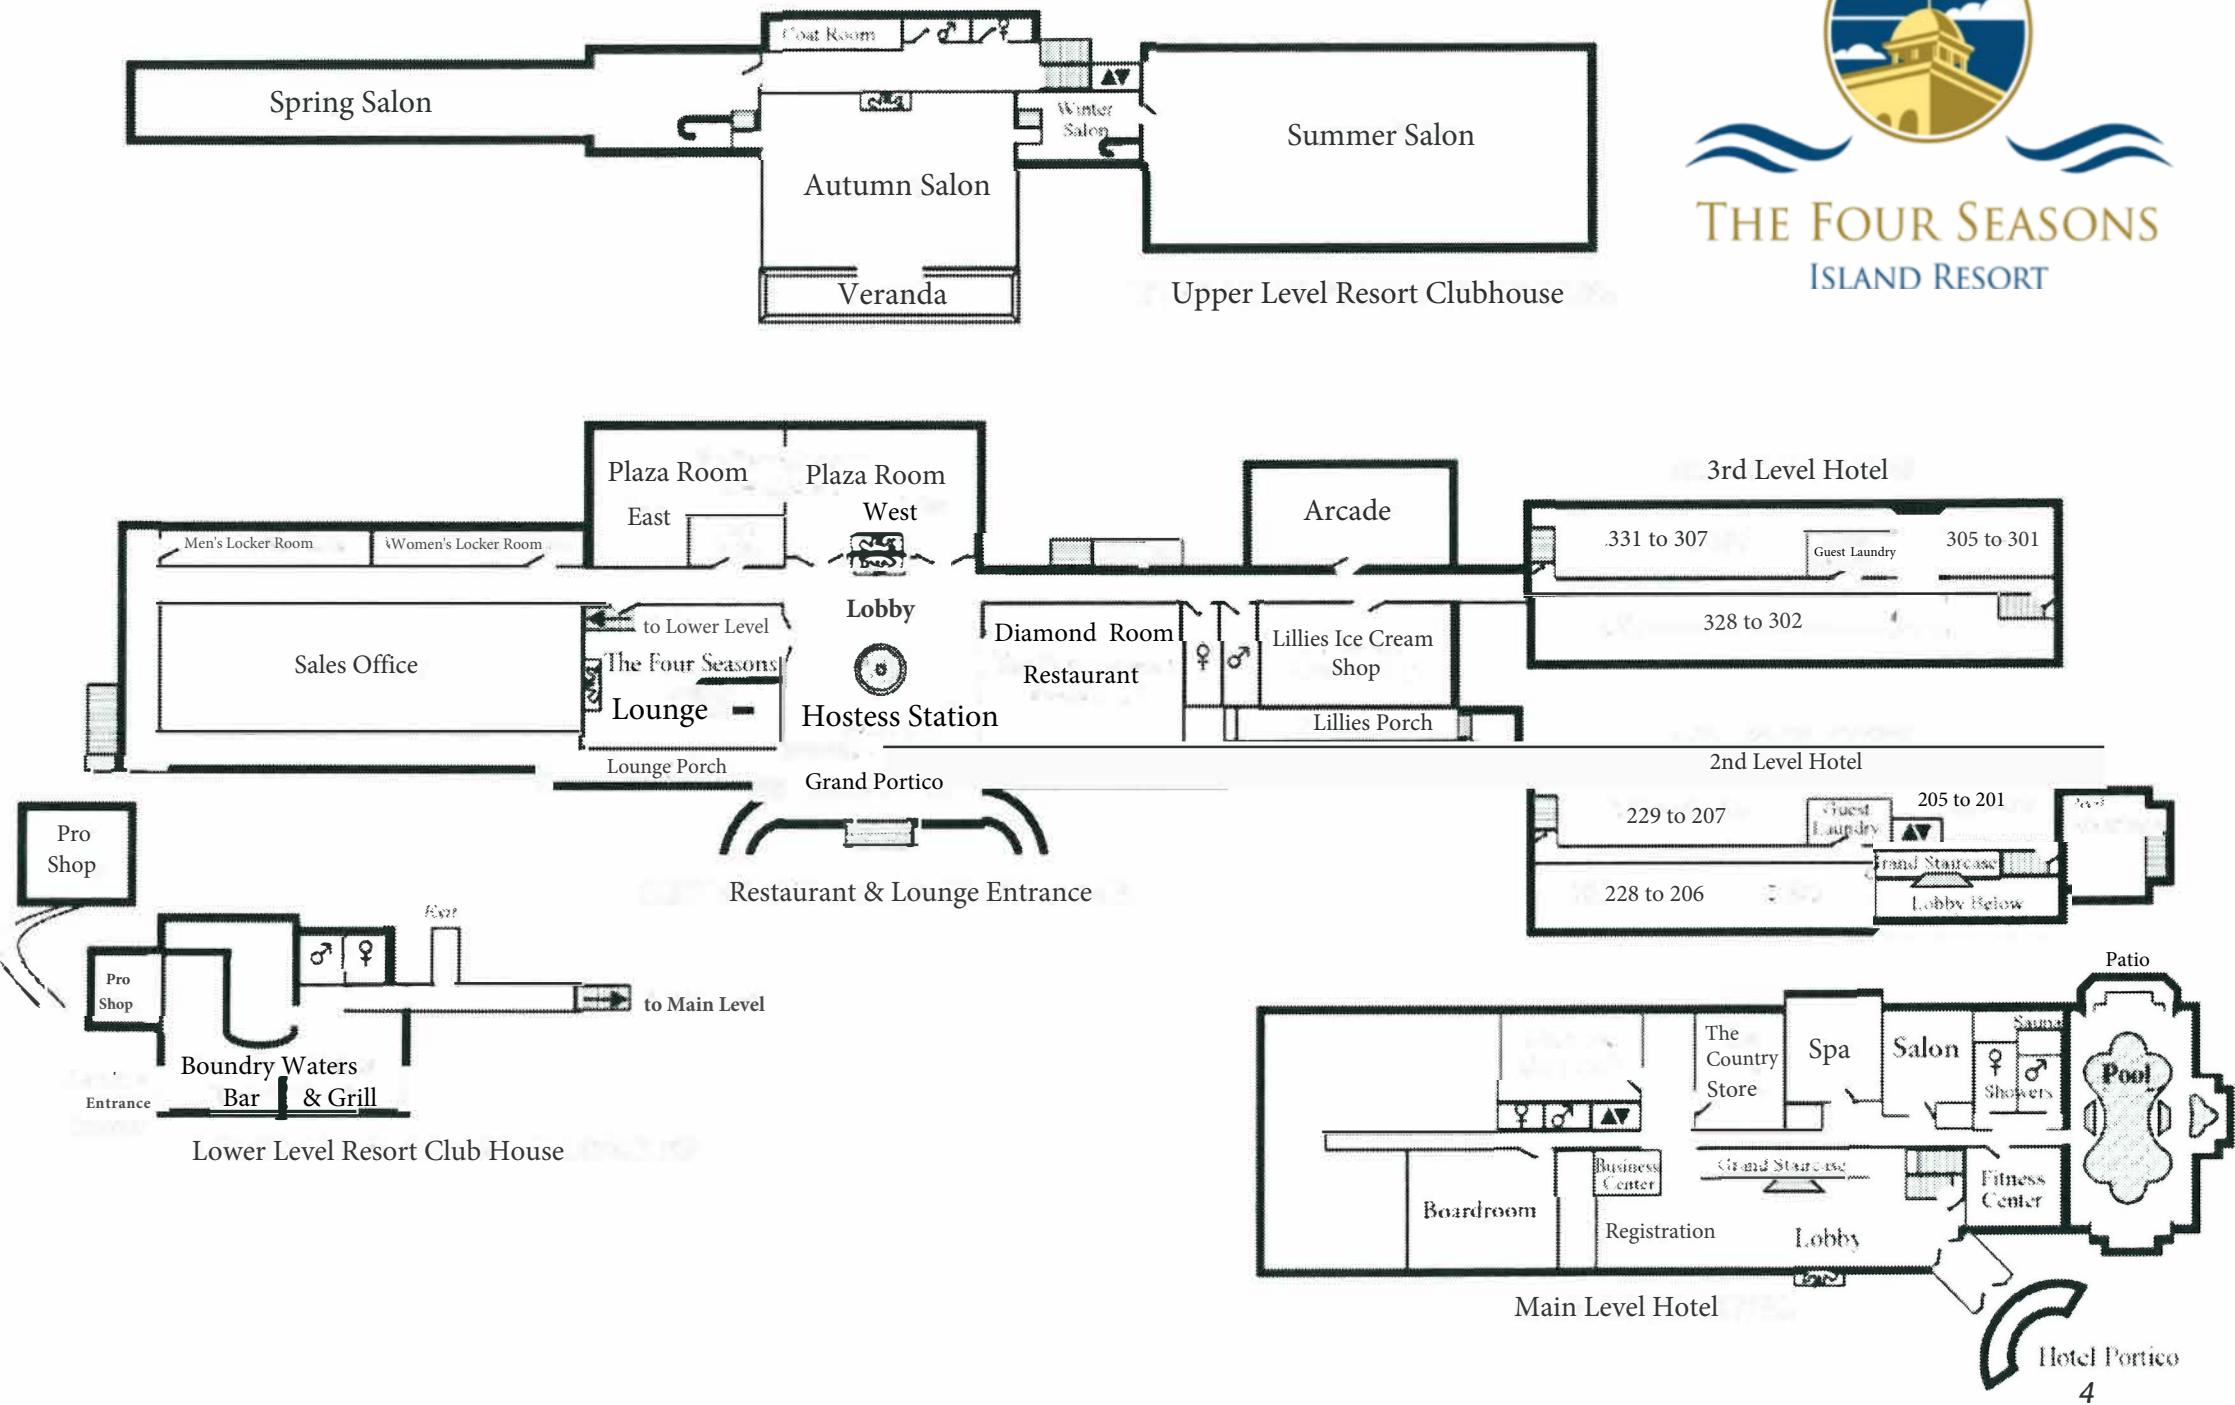 Coat Room
Spring Salon
Winter
Salon
Summer Salon
Autumn Salon
Veranda
Upper Level Resort Clubhouse
THE FOUR SEASONS
ISLAND RESORT
Plaza Room
East
Plaza Room
West
Men's Locker Room
Women's Locker Room
Arcade
3rd Level Hotel
331 to 307
Guest Laundry
305 to 301
328 to 302
Lobby
to Lower Level
Sales Office
The Four Seasons
Lounge
Hostess Station
Diamond Room
Restaurant
Lillies Ice Cream
Shop
Lillies Porch
Lounge Porch
Grand Portico
2nd Level Hotel
229 to 207
Guest
Laundry
205 to 201
Pool
228 to 206
Grand Staircase
Lobby Below
Restaurant & Lounge Entrance
Pro
Shop
Pro
Shop
to Main Level
Boundry Waters
Bar & Grill
Entrance
Lower Level Resort Club House
Patio
The
Country
Store
Spa
Salon
Sauna
Showers
Pool
Business
Center
Grand Staircase
Fitness
Center
Boardroom
Registration
Lobby
Main Level Hotel
Hotel Portico
4